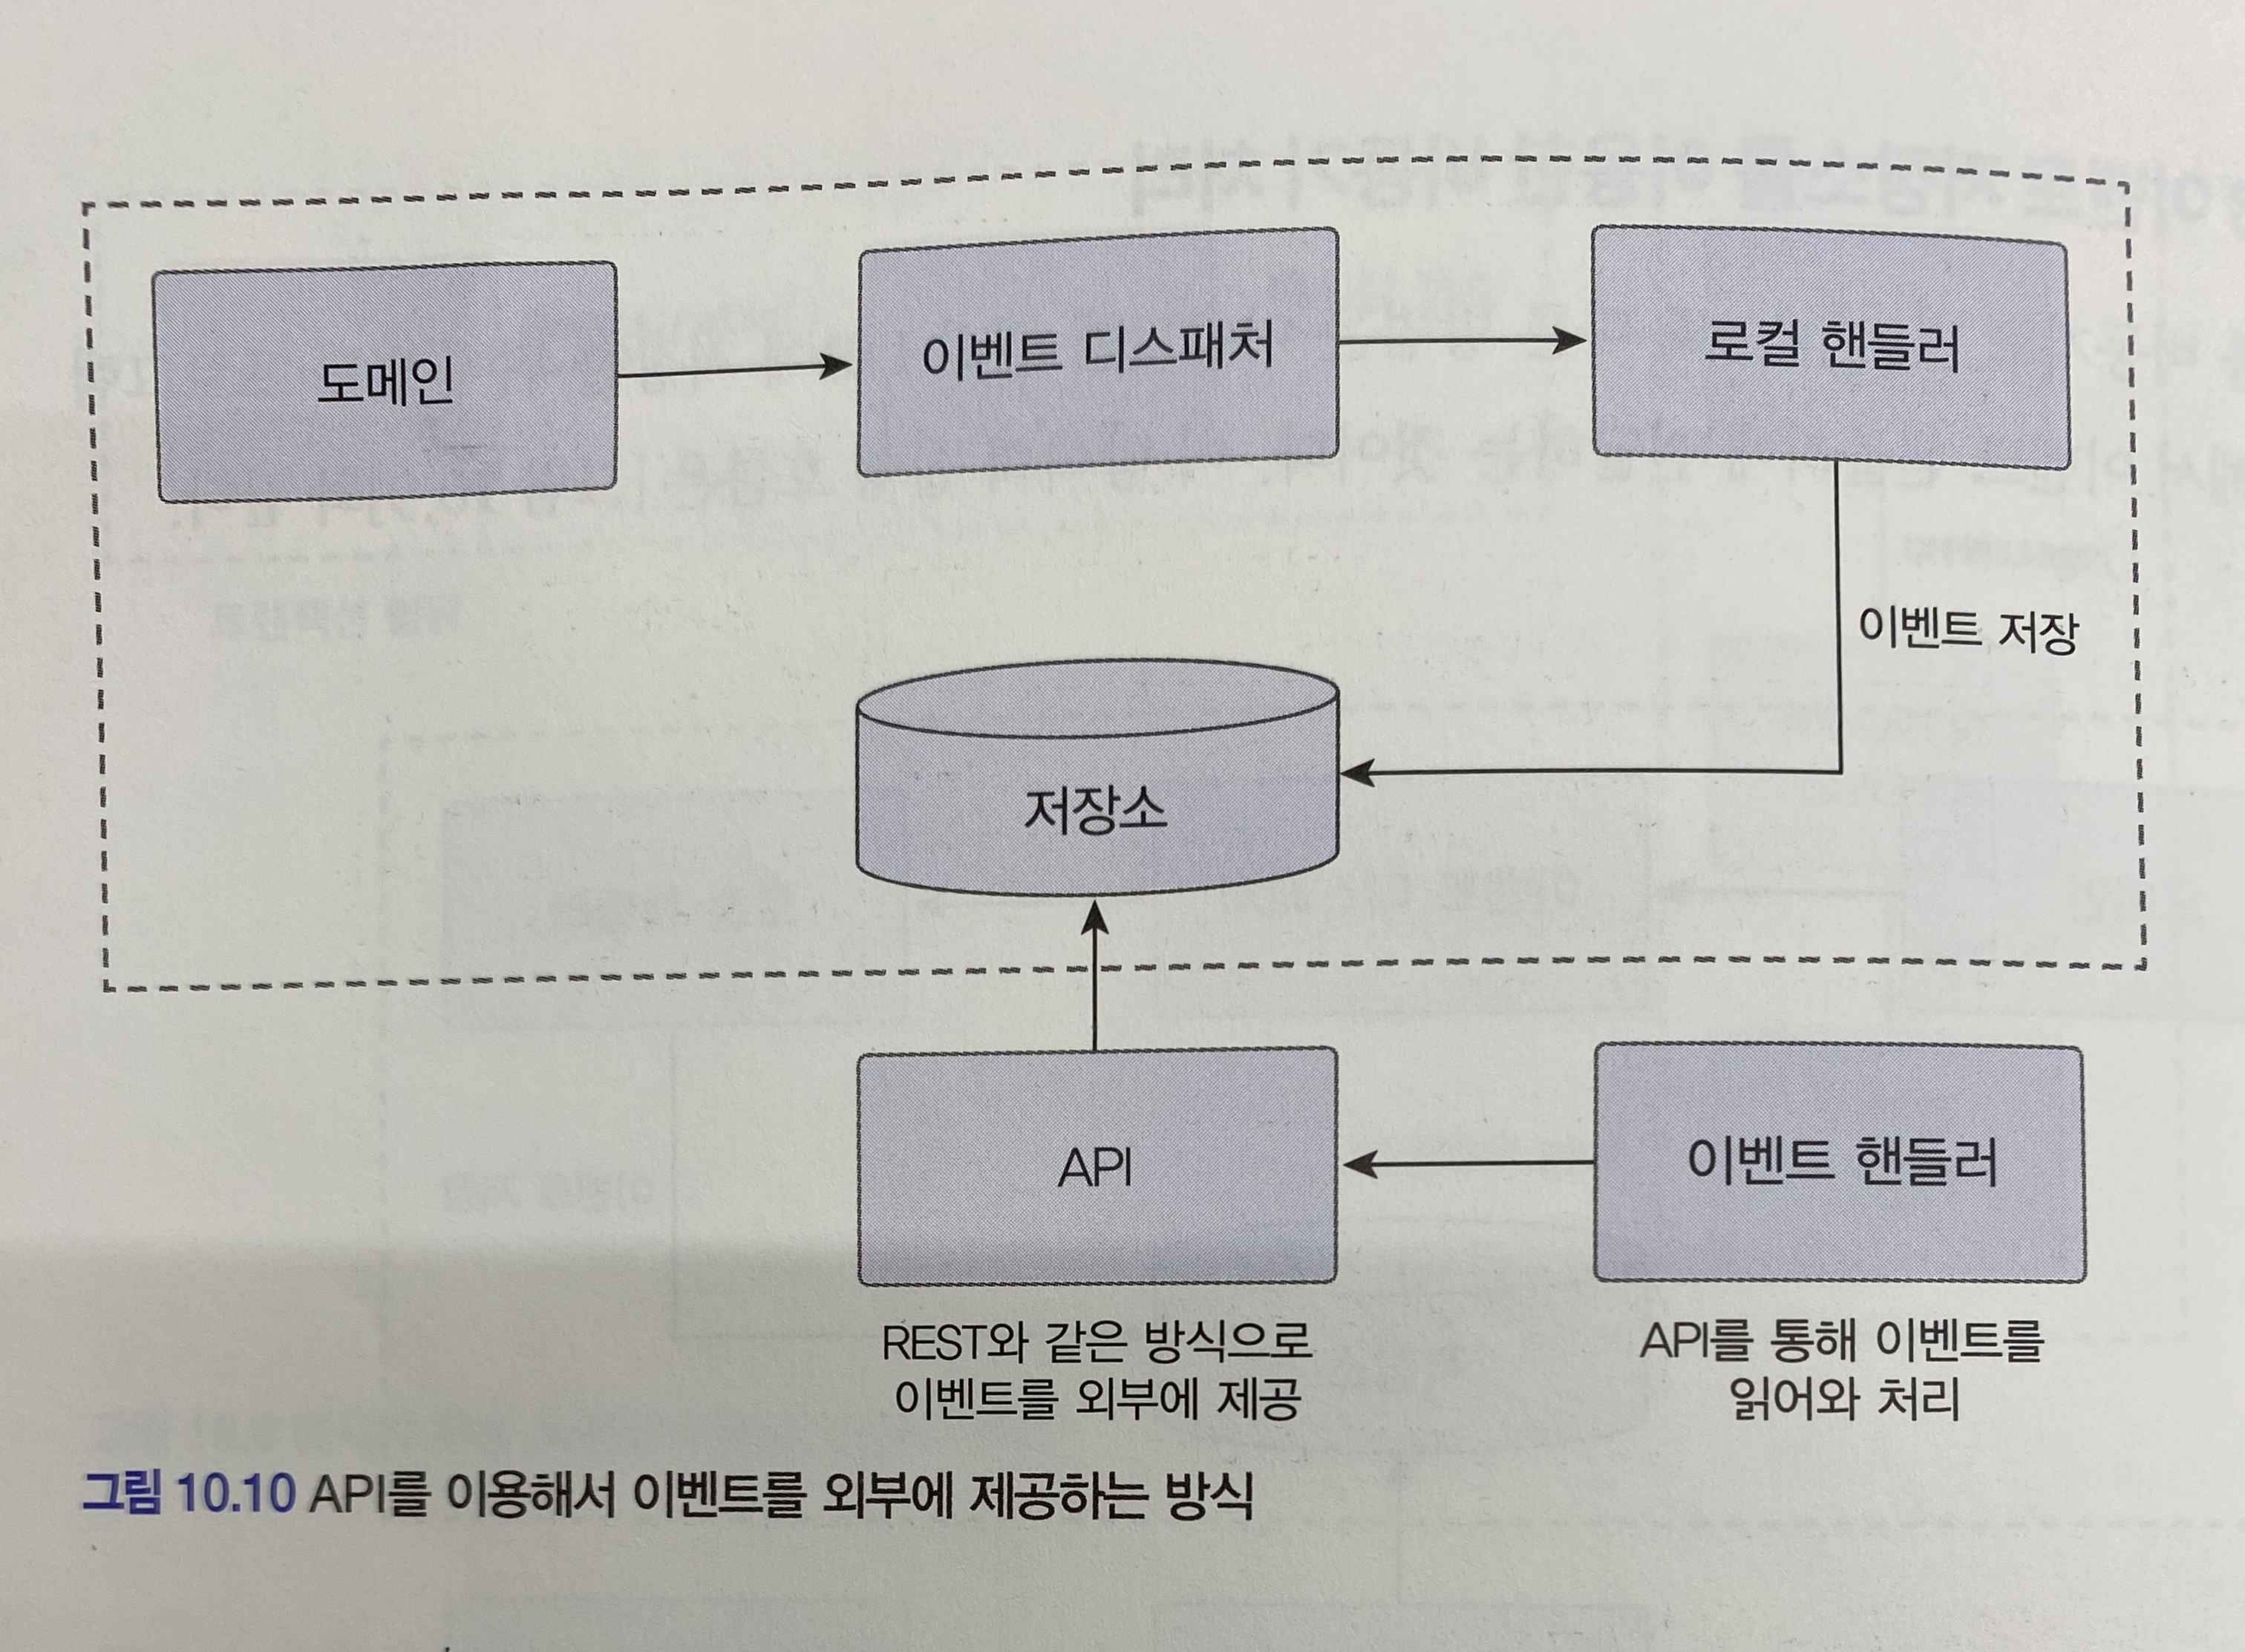 도메인
이벤트 디스패처
로컬 핸들러
이벤트 저장
저장소
API
이벤트 핸들러
REST와 같은 방식으로
이벤트를 외부에 제공
API를 통해 이벤트를
읽어와 처리
그림 10.10 API를 이용해서 이벤트를 외부에 제공하는 방식